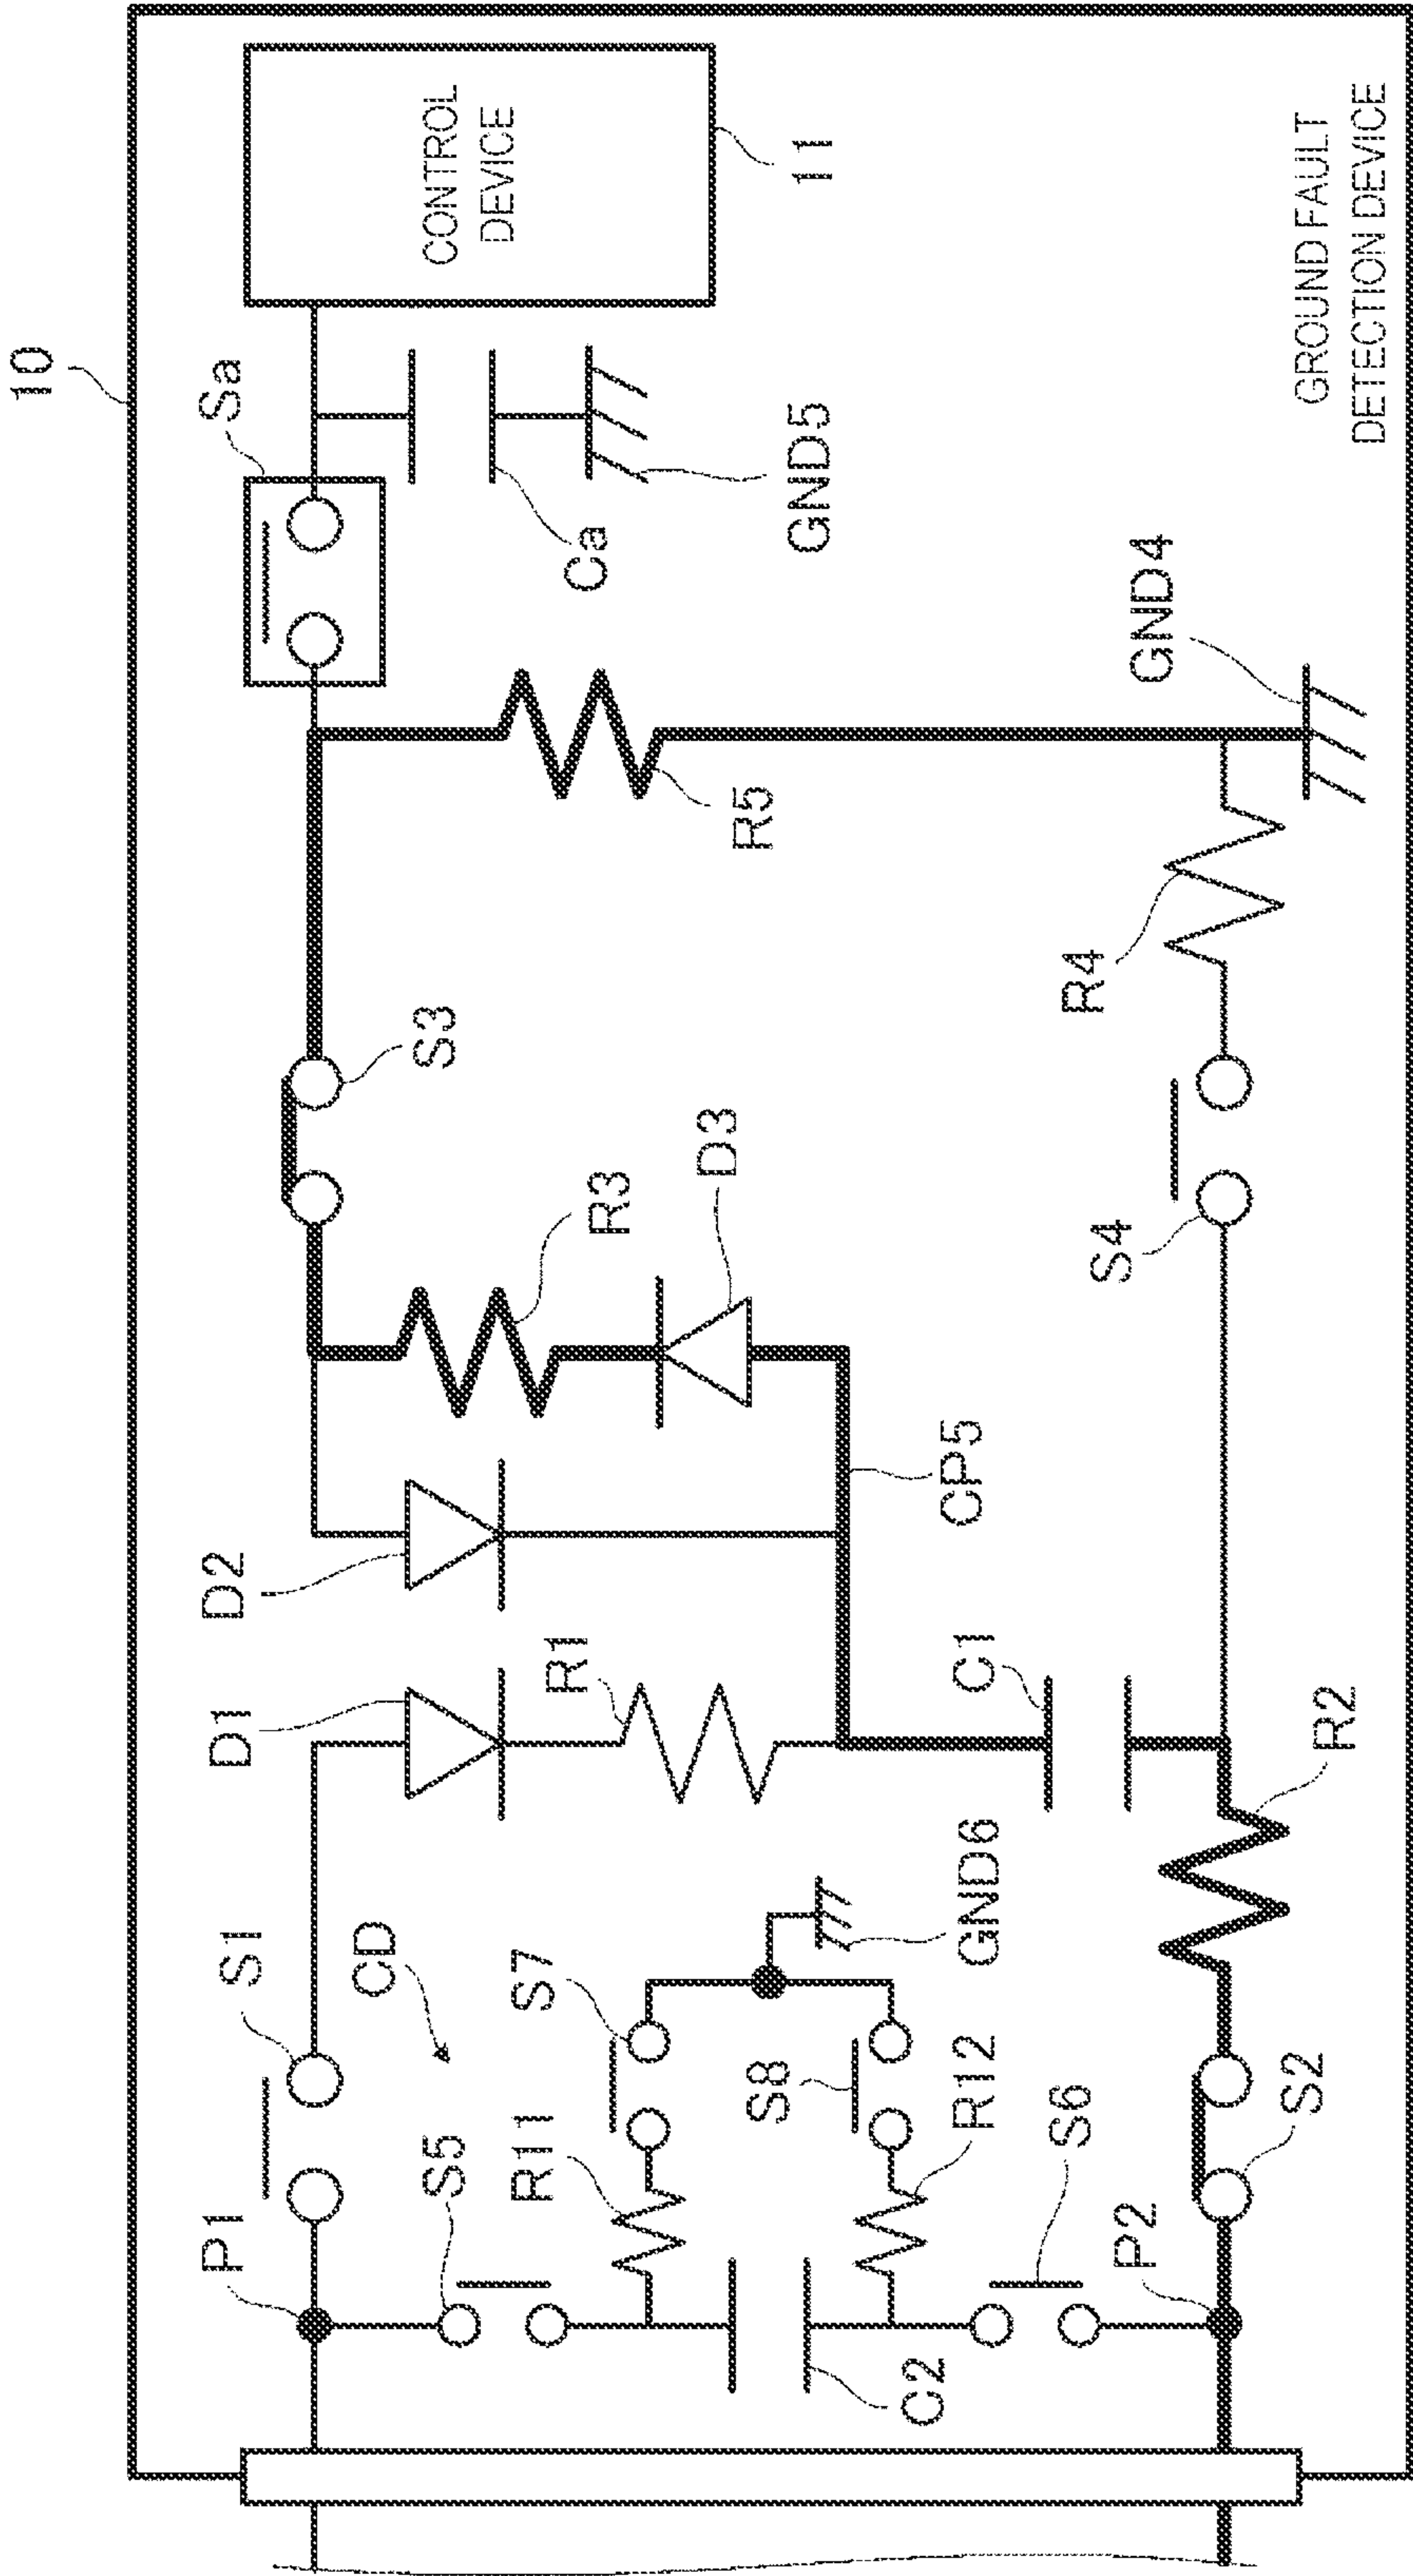 10
Sa
CONTROL
DEVICE
11
Ca
GND5
S3
R5
GND4
R3
D3
R4
S4
D2
CP5
D1
R1
C1
R2
S1
CD
S7
GND6
S5
R11
S8
R12
S6
S2
P1
P2
C2
GROUND FAULT
DETECTION DEVICE